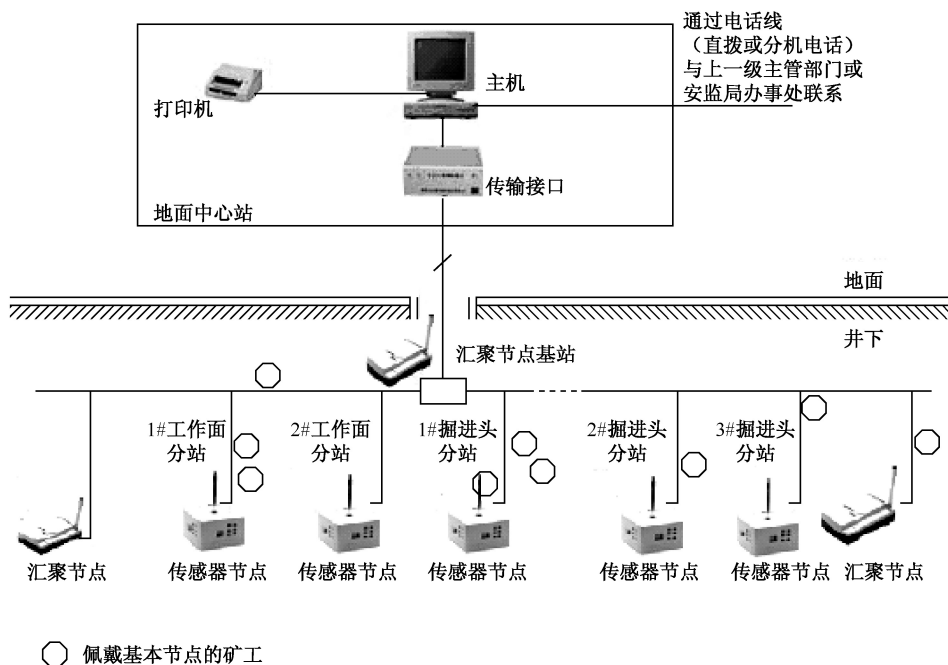 通过电话线
（直拨或分机电话）
与上一级主管部门或
安监局办事处联系
主机
打印机
传输接口
地面中心站
地面
井下
汇聚节点基站
1#工作面
分站
2#工作面
分站
1#掘进头
分站
2#掘进头
分站
3#掘进头
分站
汇聚节点
传感器节点
传感器节点
传感器节点
传感器节点
传感器节点
汇聚节点
佩戴基本节点的矿工